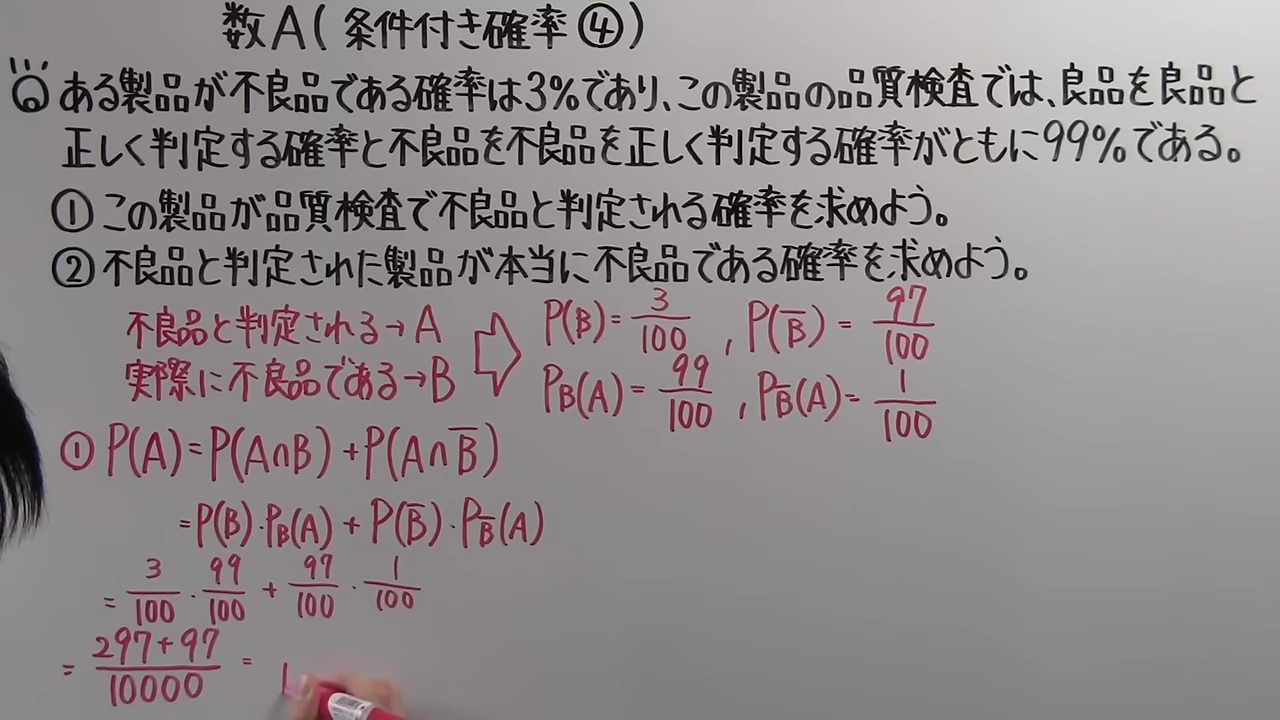 数A(条件付き確率④)
ある製品が不良品である確率は3%であり、この製品の品質検査では、良品を良品と
正しく判定する確率と不良品を不良品を正しく判定する確率がともに99%である。
①この製品が品質検査で不良品と判定される確率を求めよう。
②不良品と判定された製品が本当に不良品である確率を求めよう。
不良品と判定される→A
実際に不良品である→B
⇨ P(B)=3/100, P(B̅)=97/100
P_B(A)=99/100, P_B̅(A)=1/100
① P(A)=P(A∩B)+P(A∩B̅)
=P(B)・P_B(A)+P(B̅)・P_B̅(A)
=3/100・99/100+97/100・1/100
=297+97/10000=